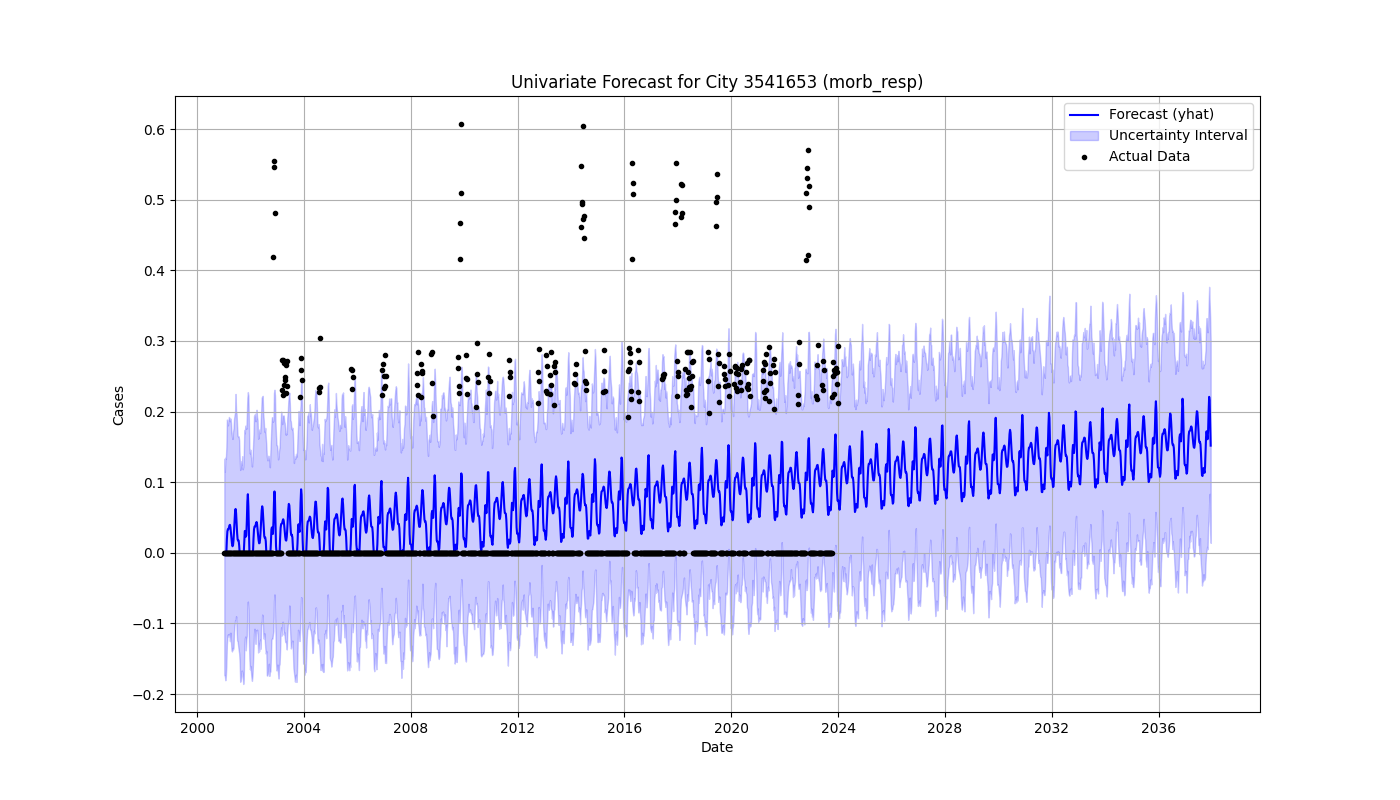 Univariate Forecast for City 3541653 (morb_resp)
Forecast (yhat)
Uncertainty Interval
Actual Data
Cases
0.6
0.5
0.4
0.3
0.2
0.1
0.0
−0.1
−0.2
2000 2004 2008 2012 2016 2020 2024 2028 2032 2036
Date